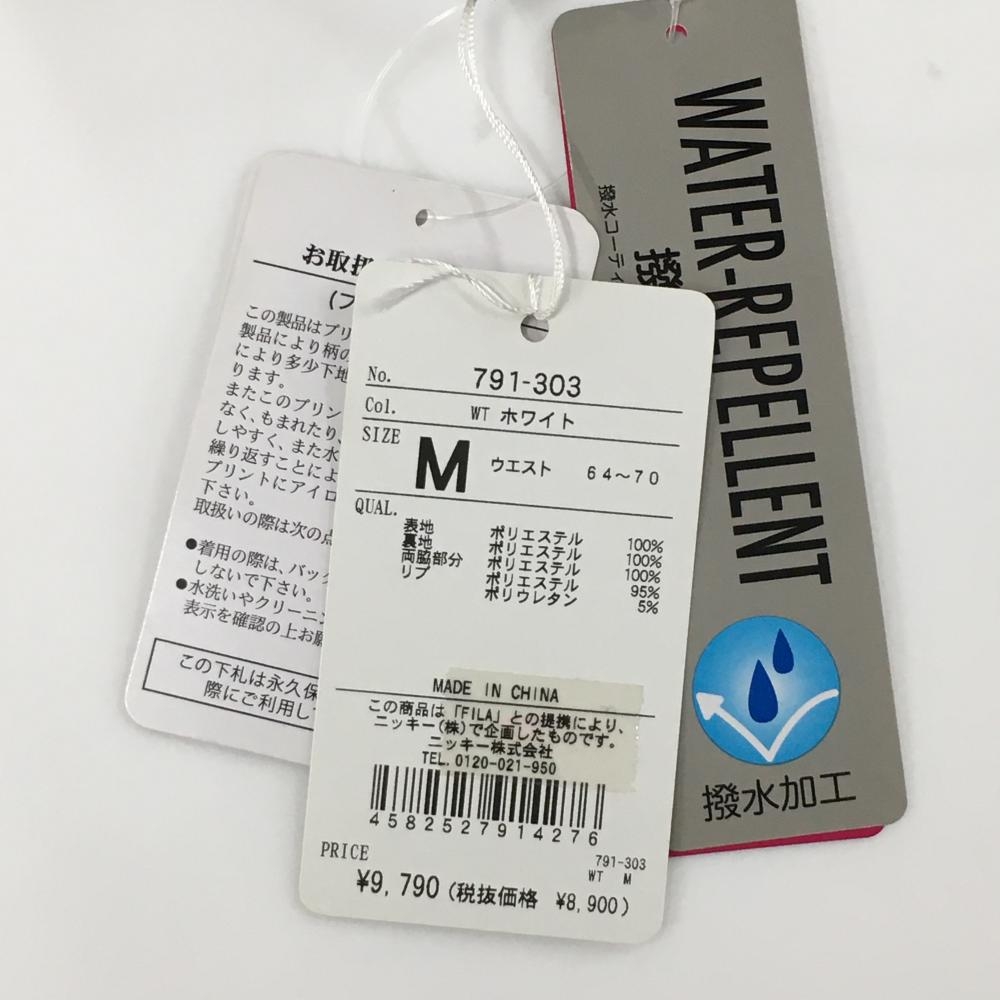 お取扱
(プ
この製品はプリ
製品により柄の
により多少下地
ります。
またこのプリン
なく、もまれたり、
しやすく、また水
繰り返すことによ
プリントにアイロ
下さい。
取扱いの際は次の点
●着用の際は、バッグ
しないで下さい。
●水洗いやクリーニン
表示を確認の上お願
この下札は永久保
際にご利用し
No. 791-303
Col. WT ホワイト
SIZE M ウエスト 64～70
QUAL.
表地 ポリエステル 100%
裏地 ポリエステル 100%
両脇部分 ポリエステル 100%
リブ ポリエステル 95%
ポリウレタン 5%
MADE IN CHINA
この商品は「FILA」との提携により、
ニッキー(株)で企画したものです。
ニッキー株式会社
TEL. 0120-021-950
4582527914276
PRICE
791-303
WT M
¥9,790 (税抜価格 ¥8,900)
WATER-REPELLENT
撥
撥水コーティ
撥水加工